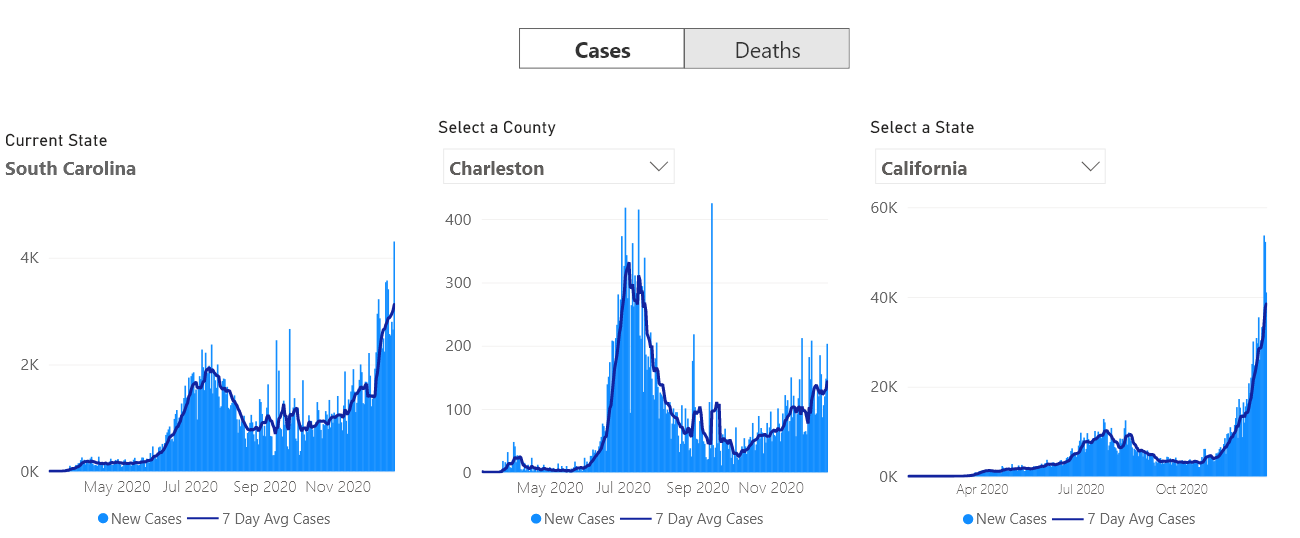 Cases
Deaths
Current State
South Carolina
4K
2K
0K
May 2020
Jul 2020
Sep 2020
Nov 2020
New Cases
7 Day Avg Cases
Select a County
Charleston
400
300
200
100
0
May 2020
Jul 2020
Sep 2020
Nov 2020
New Cases
7 Day Avg Cases
Select a State
California
60K
40K
20K
0K
Apr 2020
Jul 2020
Oct 2020
New Cases
7 Day Avg Cases